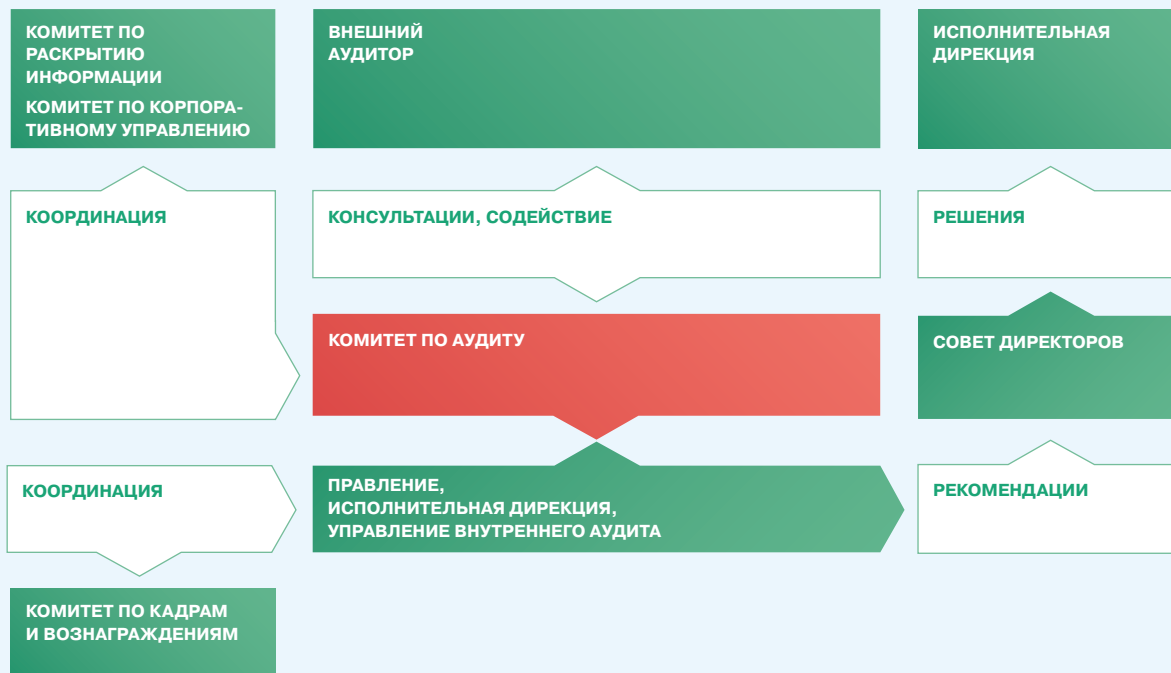 КОМИТЕТ ПО
РАСКРЫТИЮ
ИНФОРМАЦИИ
КОМИТЕТ ПО КОРПОРА-
ТИВНОМУ УПРАВЛЕНИЮ
ВНЕШНИЙ
АУДИТОР
ИСПОЛНИТЕЛЬНАЯ
ДИРЕКЦИЯ
КООРДИНАЦИЯ
КОНСУЛЬТАЦИИ, СОДЕЙСТВИЕ
РЕШЕНИЯ
КОМИТЕТ ПО АУДИТУ
СОВЕТ ДИРЕКТОРОВ
КООРДИНАЦИЯ
ПРАВЛЕНИЕ,
ИСПОЛНИТЕЛЬНАЯ ДИРЕКЦИЯ,
УПРАВЛЕНИЕ ВНУТРЕННЕГО АУДИТА
РЕКОМЕНДАЦИИ
КОМИТЕТ ПО КАДРАМ
И ВОЗНАГРАЖДЕНИЯМ